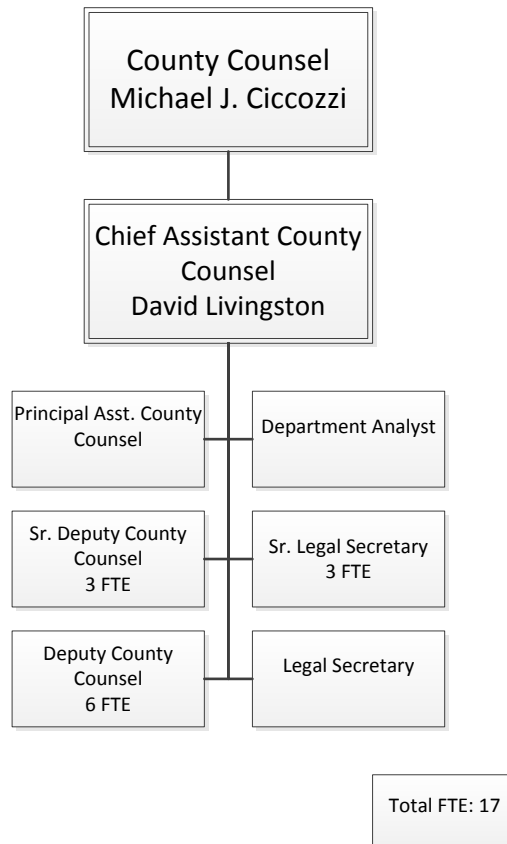 County Counsel
Michael J. Ciccozzi
Chief Assistant County
Counsel
David Livingston
Principal Asst. County
Counsel
Department Analyst
Sr. Deputy County
Counsel
3 FTE
Sr. Legal Secretary
3 FTE
Deputy County
Counsel
6 FTE
Legal Secretary
Total FTE: 17